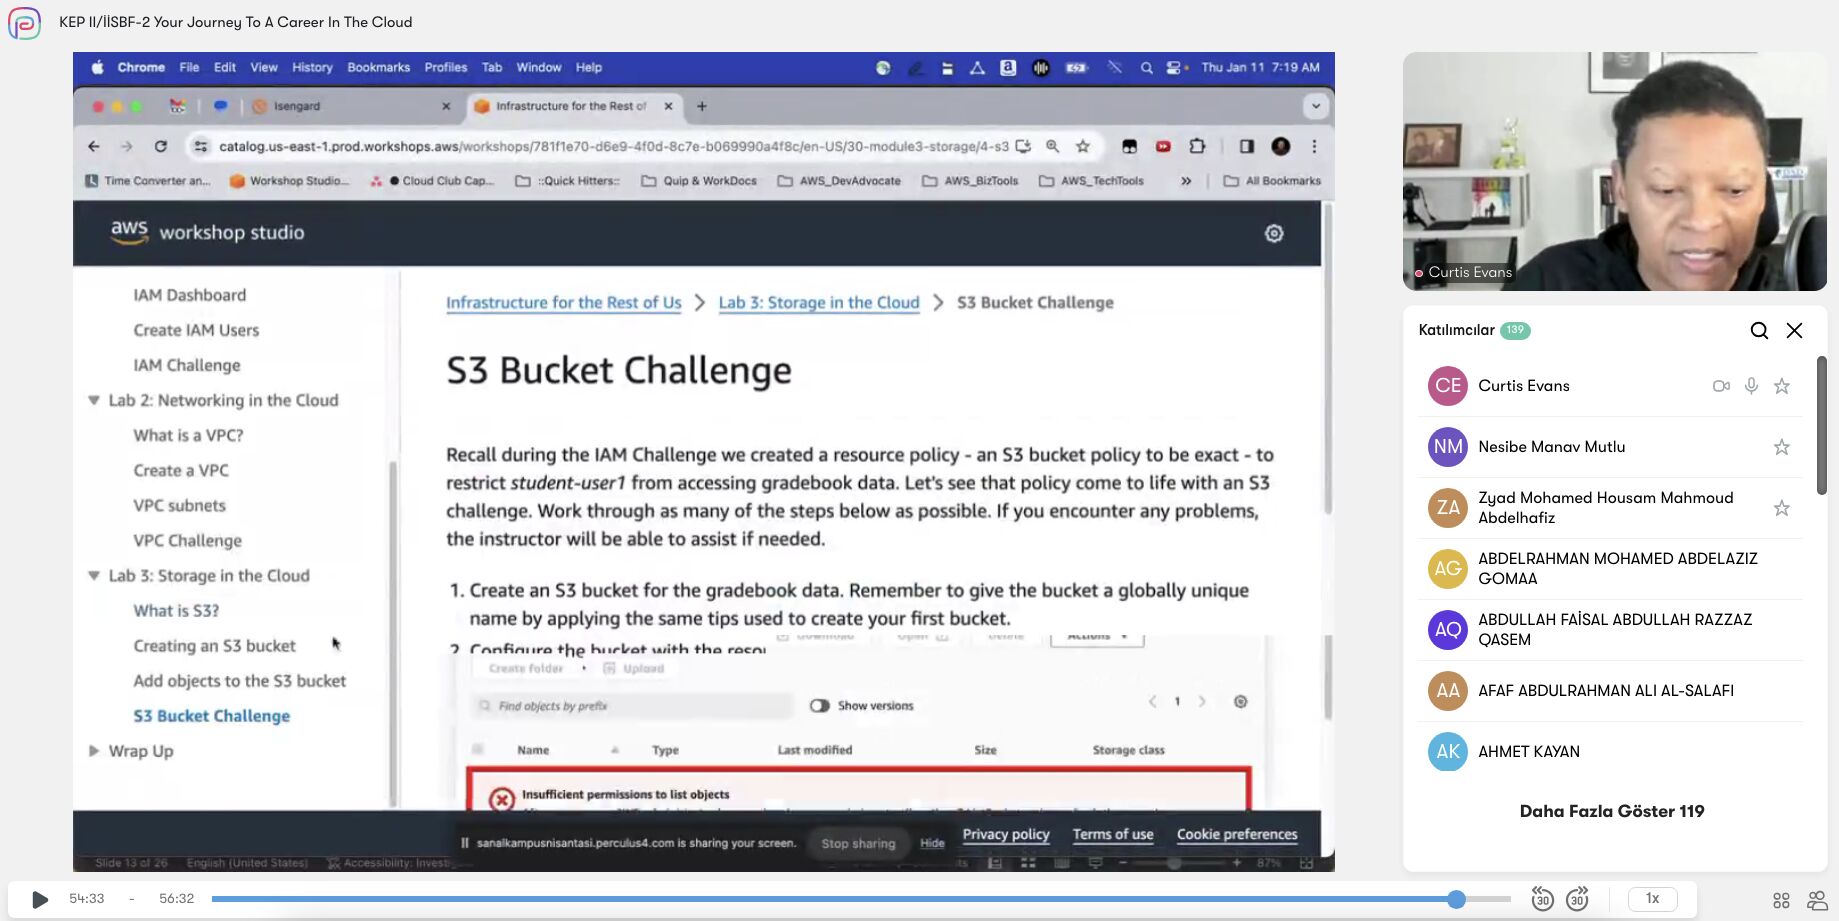 KEP II/İİSBF-2 Your Journey To A Career In The Cloud
Chrome File Edit View History Bookmarks Profiles Tab Window Help
Thu Jan 11 7:19 AM
Isengard
Infrastructure for the Rest of
catalog.us-east-1.prod.workshops.aws/workshops/781f1e70-d6e9-4f0d-8c7e-b069990a4f8c/en-US/30-module3-storage/4-s3
Time Converter an...
Workshop Studio...
Cloud Club Cap...
::Quick Hitters::
Quip & WorkDocs
AWS_DevAdvocate
AWS_BizTools
AWS_TechTools
»
All Bookmarks
aws workshop studio
IAM Dashboard
Create IAM Users
IAM Challenge
Lab 2: Networking in the Cloud
What is a VPC?
Create a VPC
VPC subnets
VPC Challenge
Lab 3: Storage in the Cloud
What is S3?
Creating an S3 bucket
Add objects to the S3 bucket
S3 Bucket Challenge
Wrap Up
Infrastructure for the Rest of Us > Lab 3: Storage in the Cloud > S3 Bucket Challenge
S3 Bucket Challenge
Recall during the IAM Challenge we created a resource policy - an S3 bucket policy to be exact - to
restrict student-user1 from accessing gradebook data. Let's see that policy come to life with an S3
challenge. Work through as many of the steps below as possible. If you encounter any problems,
the instructor will be able to assist if needed.
1. Create an S3 bucket for the gradebook data. Remember to give the bucket a globally unique
name by applying the same tips used to create your first bucket.
Download Open Delete Actions
2. Configure the bucket with the
Create folder Upload
Find objects by prefix
Show versions
1
Name Type Last modified Size Storage class
Insufficient permissions to list objects
sanalkampusnisantasi.perculus4.com is sharing your screen.
Stop sharing
Hide
Privacy policy
Terms of use
Cookie preferences
Slide 13 of 26
English (United States)
Accessibility: Investi
87%
Curtis Evans
Katılımcılar 139
CE Curtis Evans
NM Nesibe Manav Mutlu
ZA Zyad Mohamed Housam Mahmoud
Abdelhafiz
AG ABDELRAHMAN MOHAMED ABDELAZIZ
GOMAA
AQ ABDULLAH FAİSAL ABDULLAH RAZZAZ
QASEM
AA AFAF ABDULRAHMAN ALI AL-SALAFI
AK AHMET KAYAN
Daha Fazla Göster 119
54:33 - 56:32
30
30
1x